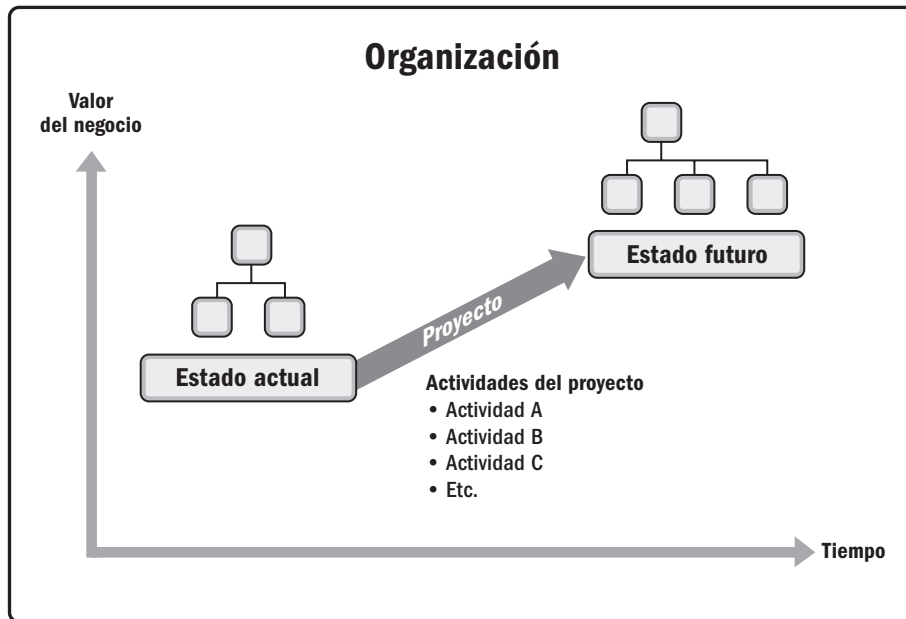 Organización
Valor
del negocio
Estado futuro
Proyecto
Estado actual
Actividades del proyecto
• Actividad A
• Actividad B
• Actividad C
• Etc.
Tiempo